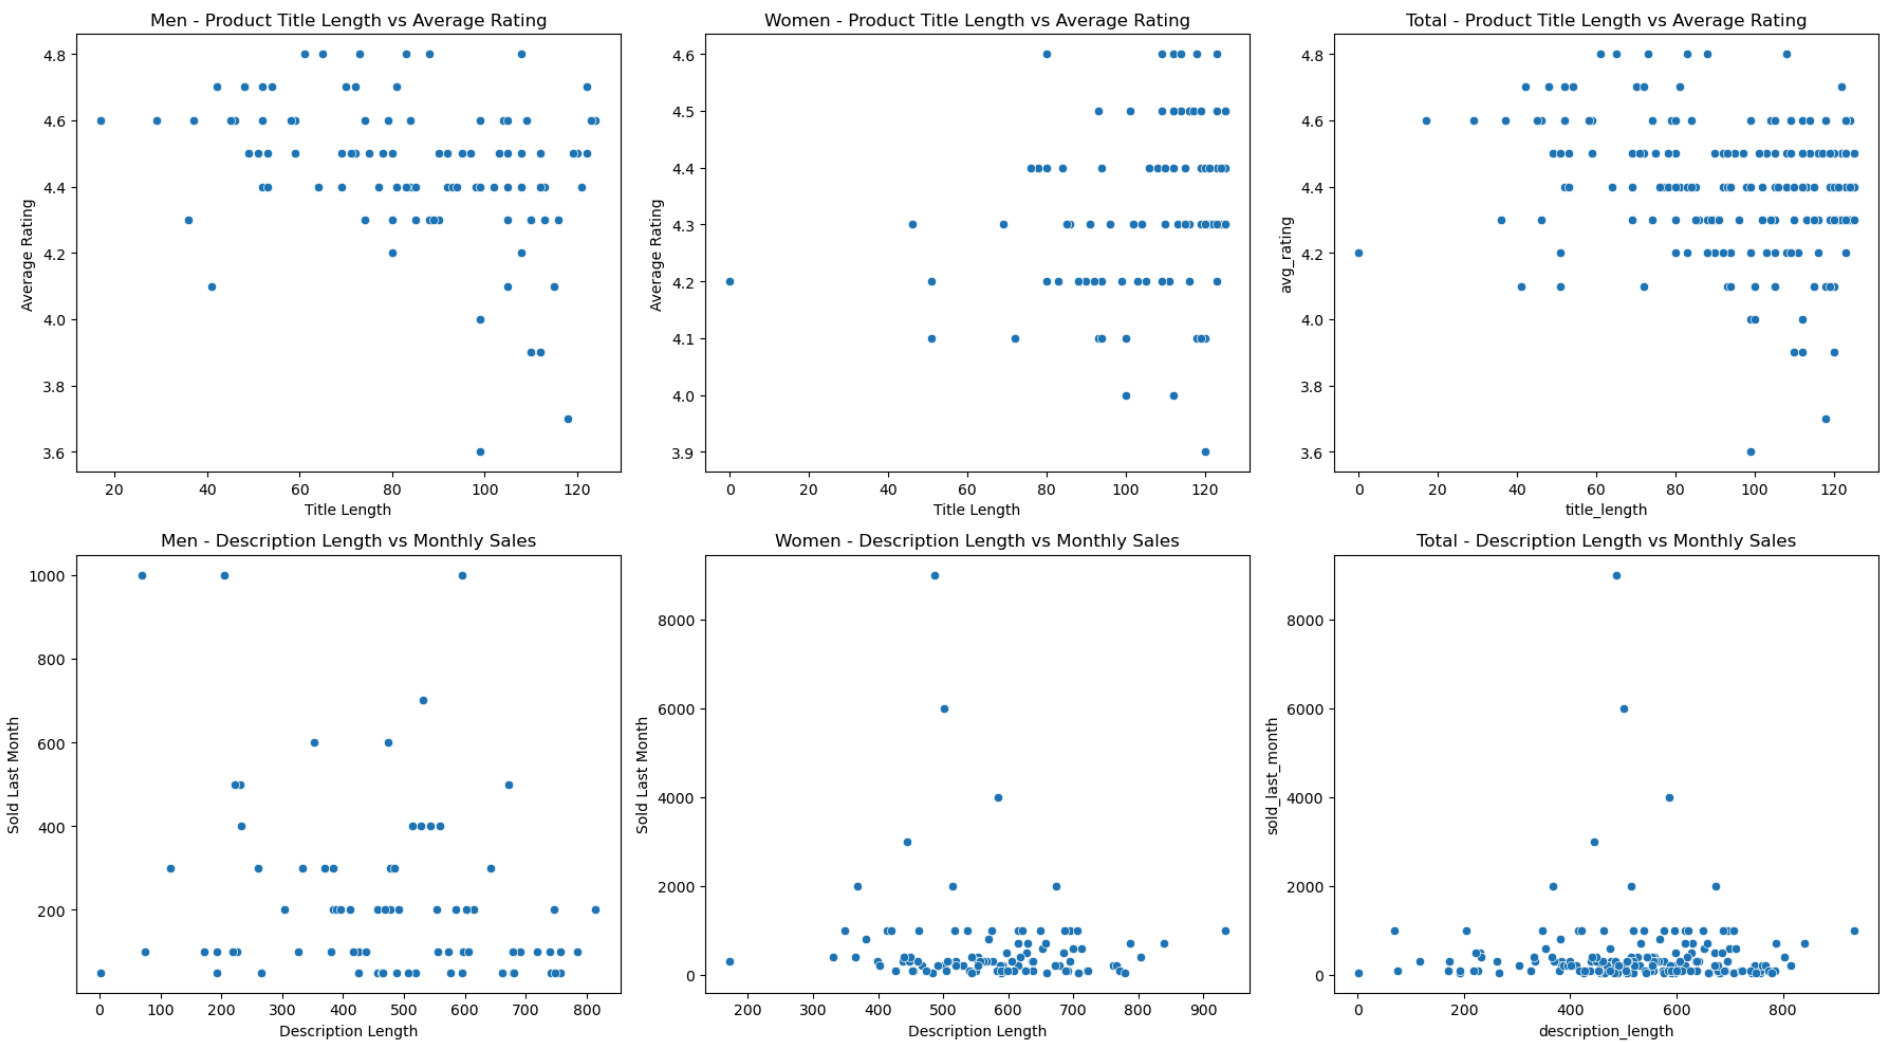 Men - Product Title Length vs Average Rating
4.8
4.6
4.4
4.2
4.0
3.8
3.6
Average Rating
20 40 60 80 100 120
Title Length
Women - Product Title Length vs Average Rating
4.6
4.5
4.4
4.3
4.2
4.1
4.0
3.9
Average Rating
0 20 40 60 80 100 120
Title Length
Total - Product Title Length vs Average Rating
4.8
4.6
4.4
4.2
4.0
3.8
3.6
avg_rating
0 20 40 60 80 100 120
title_length
Men - Description Length vs Monthly Sales
1000
800
600
400
200
Sold Last Month
0 100 200 300 400 500 600 700 800
Description Length
Women - Description Length vs Monthly Sales
8000
6000
4000
2000
0
Sold Last Month
200 300 400 500 600 700 800 900
Description Length
Total - Description Length vs Monthly Sales
8000
6000
4000
2000
0
sold_last_month
0 200 400 600 800
description_length